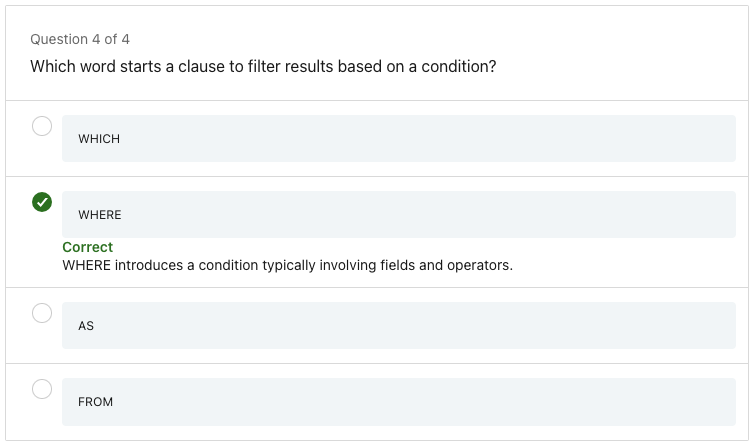 Question 4 of 4
Which word starts a clause to filter results based on a condition?
WHICH
WHERE
Correct
WHERE introduces a condition typically involving fields and operators.
AS
FROM